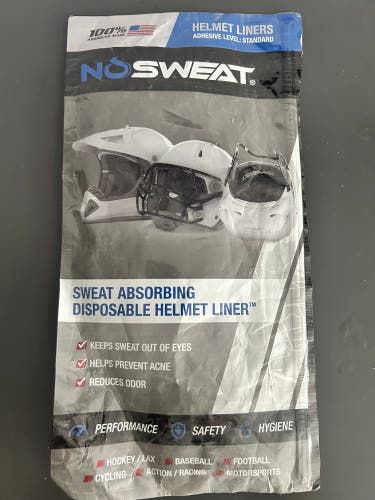 100%
AMERICAN MADE
HELMET LINERS
ADHESIVE LEVEL: STANDARD
NOSWEAT®
SWEAT ABSORBING
DISPOSABLE HELMET LINER™
KEEPS SWEAT OUT OF EYES
HELPS PREVENT ACNE
REDUCES ODOR
PERFORMANCE SAFETY HYGIENE
HOCKEY / LAX BASEBALL FOOTBALL
CYCLING ACTION / RACING MOTORSPORTS